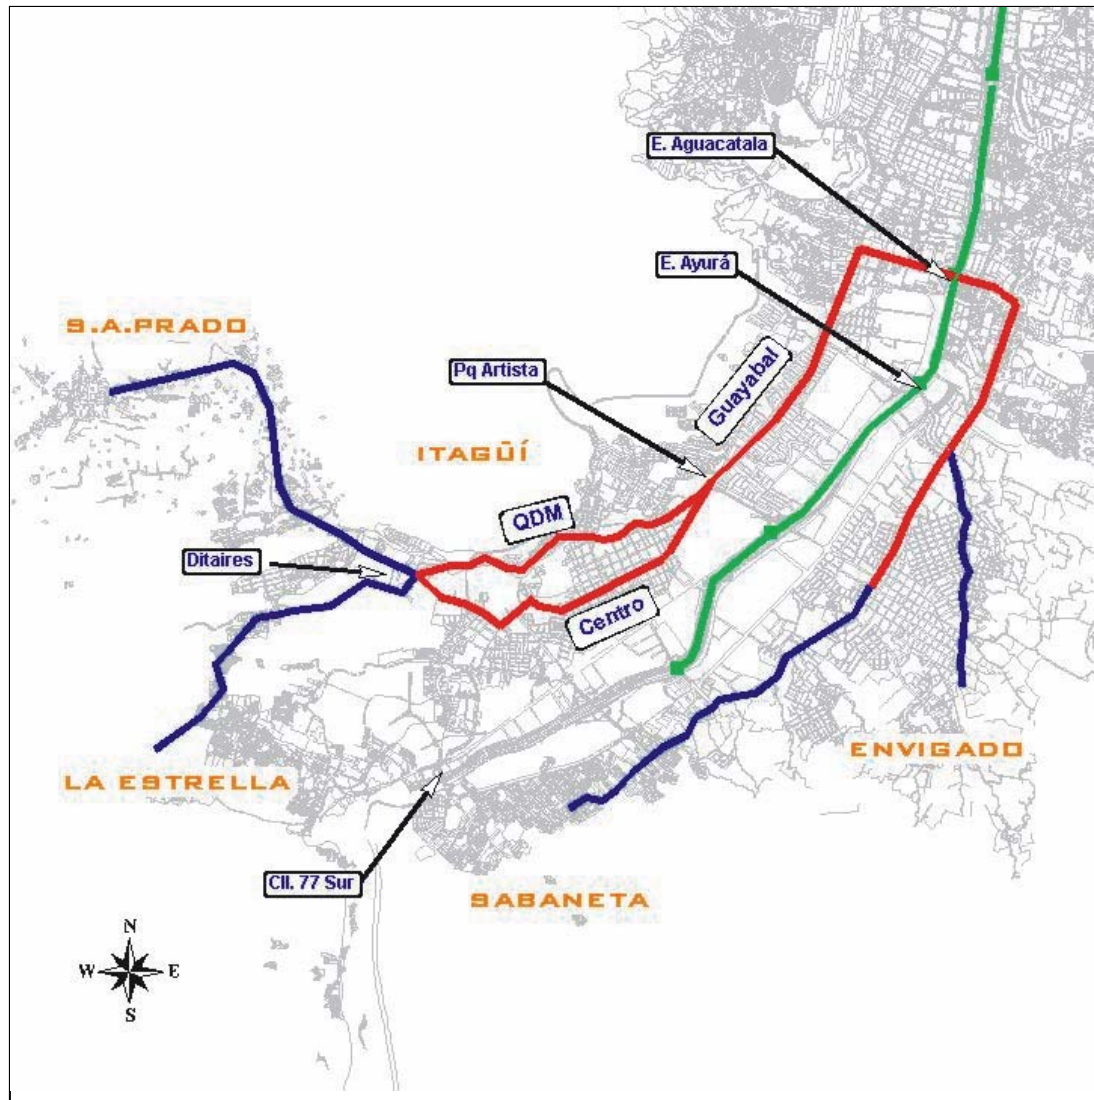 E. Aguacatala
E. Ayurá
S.A.PRADO
Pq Artista
Guayabal
ITAGÜÍ
QDM
Ditaires
Centro
ENVIGADO
LA ESTRELLA
Cll. 77 Sur
SABANETA
N
W E
S